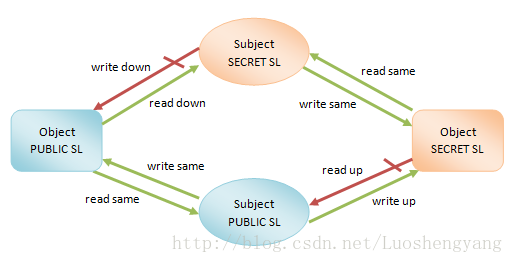 Subject
SECRET SL
write down
read same
read down
write same
Object
PUBLIC SL
Object
SECRET SL
write same
read up
read same
Subject
PUBLIC SL
write up
http://blog.csdn.net/Luoshengyang